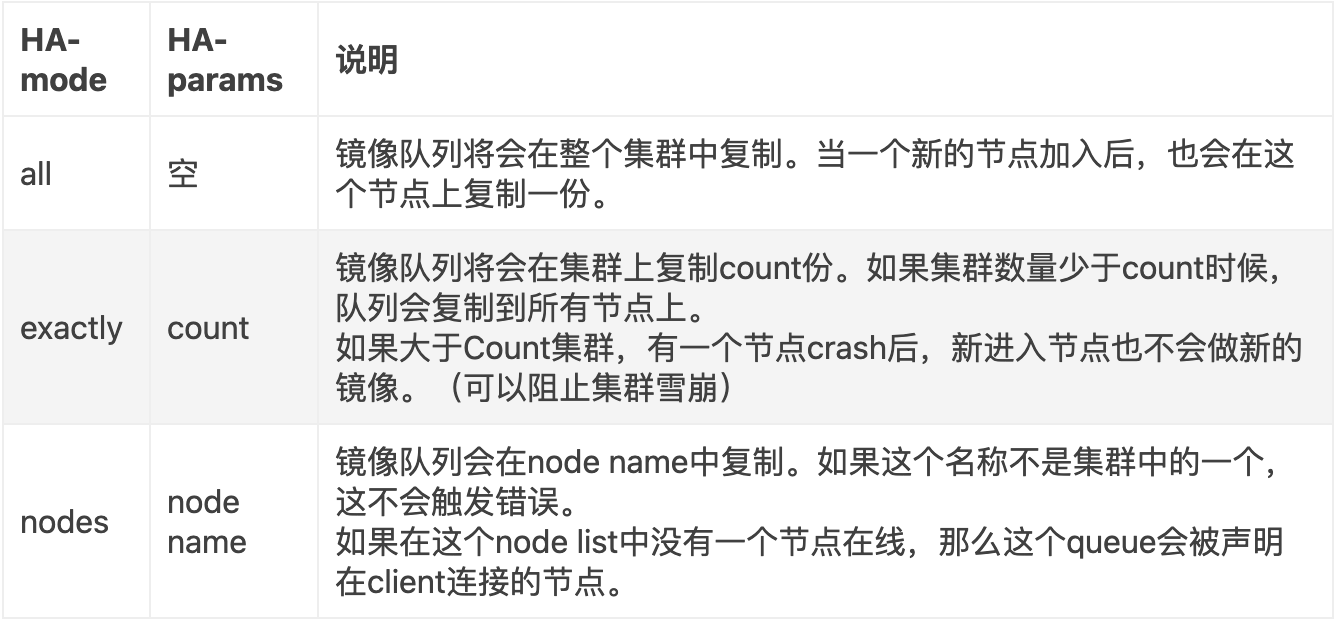 HA-
mode
HA-
params
说明
all
空
镜像队列将会在整个集群中复制。当一个新的节点加入后，也会在这
个节点上复制一份。
exactly
count
镜像队列将会在集群上复制count份。如果集群数量少于count时候，
队列会复制到所有节点上。
如果大于Count集群，有一个节点crash后，新进入节点也不会做新的
镜像。（可以阻止集群雪崩）
nodes
node
name
镜像队列会在node name中复制。如果这个名称不是集群中的一个，
这不会触发错误。
如果在这个node list中没有一个节点在线，那么这个queue会被声明
在client连接的节点。